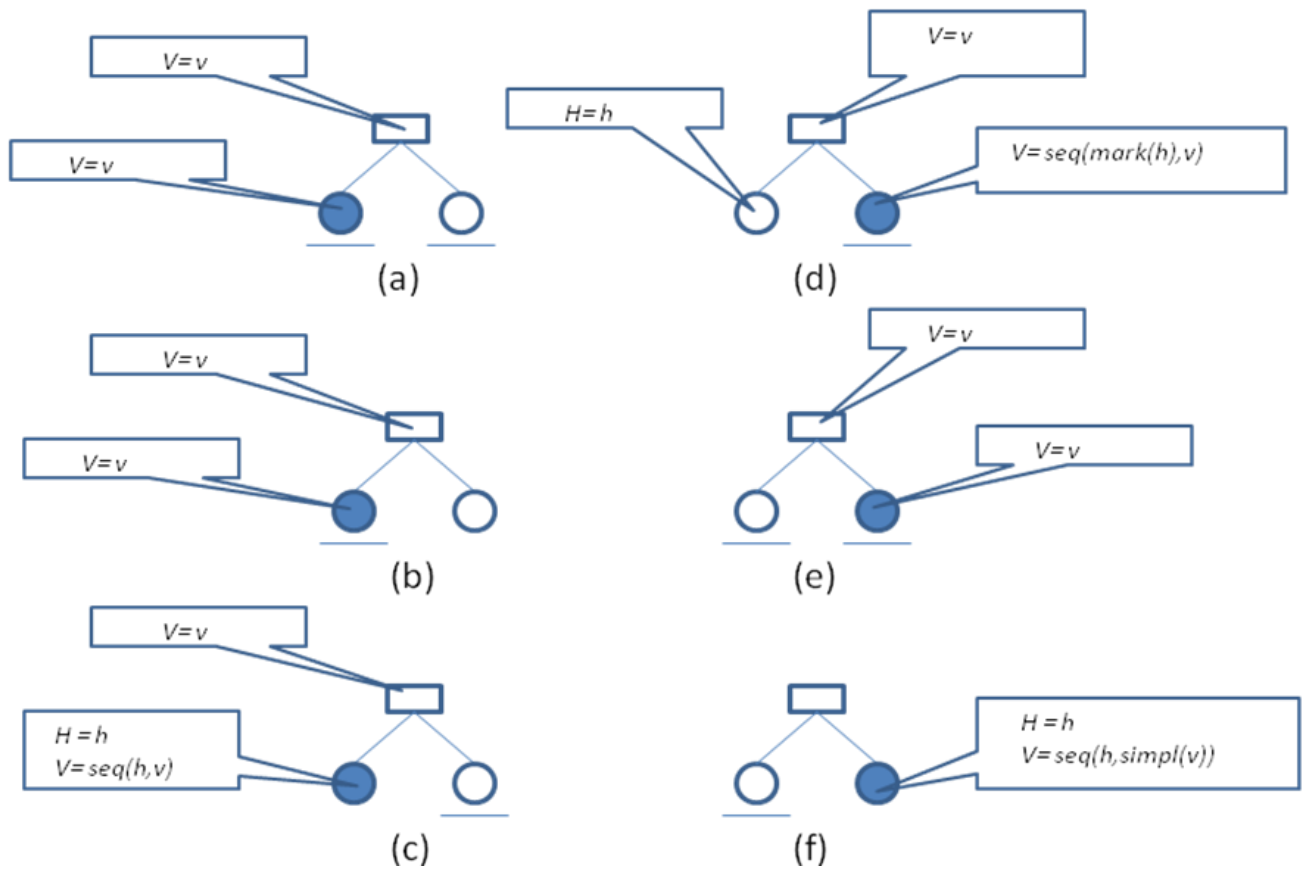 V=v
V=v
(a)
V=v
H=h
V=seq(mark(h),v)
(d)
V=v
V=v
(b)
V=v
V=v
(e)
V=v
H=h
V=seq(h,v)
(c)
H=h
V=seq(h,simpl(v))
(f)